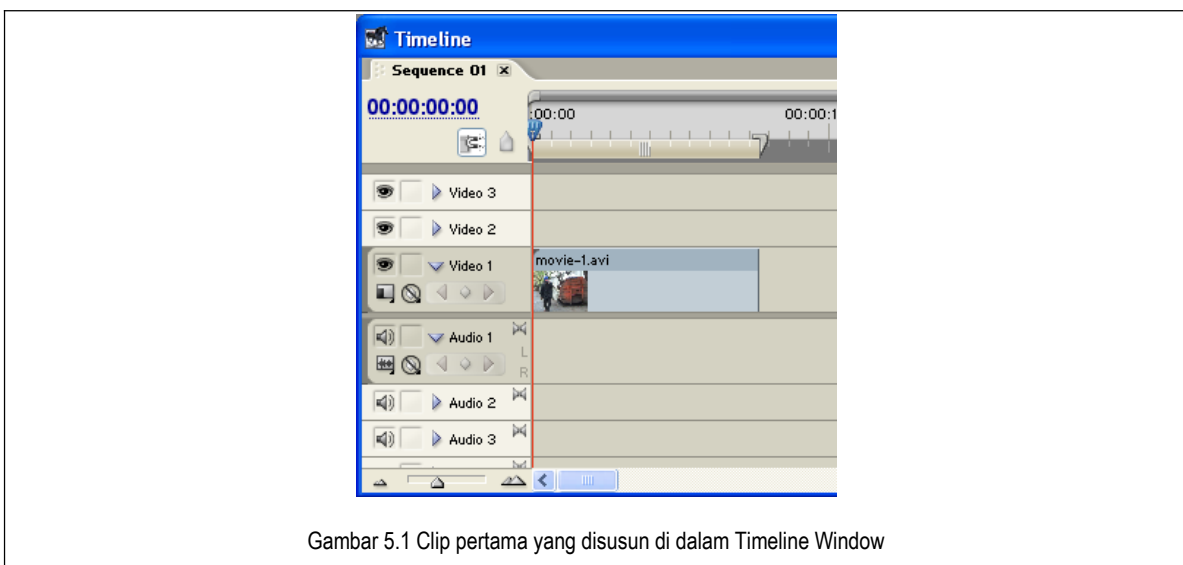 Timeline
Sequence 01
00:00:00:00
:00:00 00:00:1
Video 3
Video 2
Video 1
movie-1.avi
Audio 1
L
R
Audio 2
Audio 3
Gambar 5.1 Clip pertama yang disusun di dalam Timeline Window